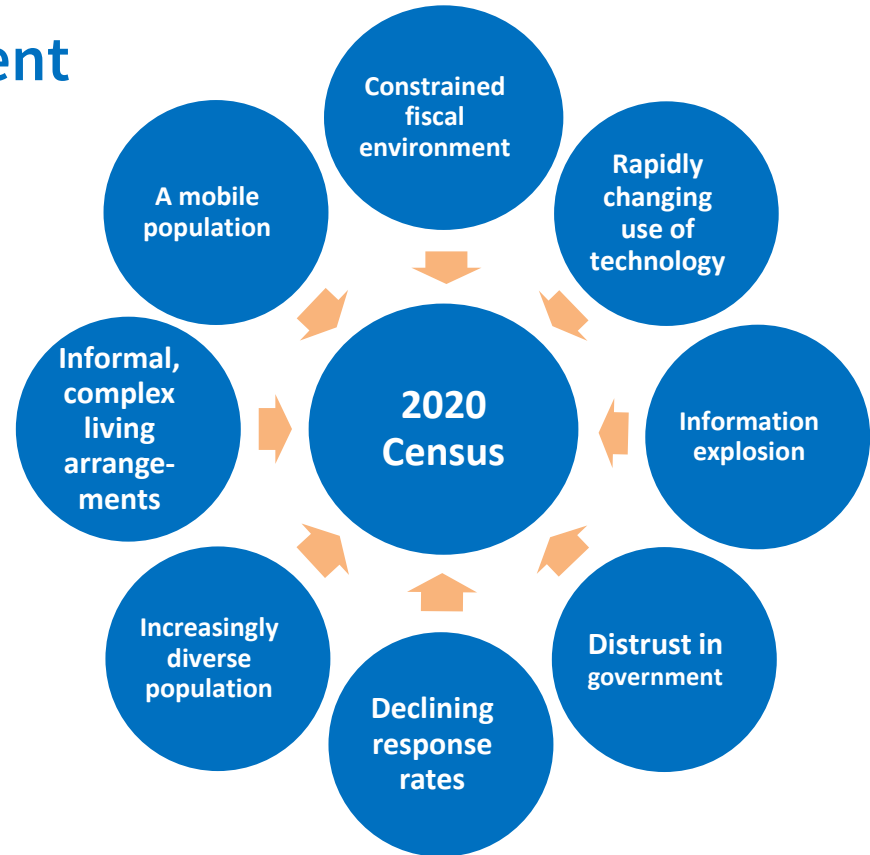 ent
Constrained
fiscal
environment
Rapidly
changing
use of
technology
Information
explosion
Distrust in
government
Declining
response
rates
Increasingly
diverse
population
Informal,
complex
living
arrange-
ments
A mobile
population
2020
Census